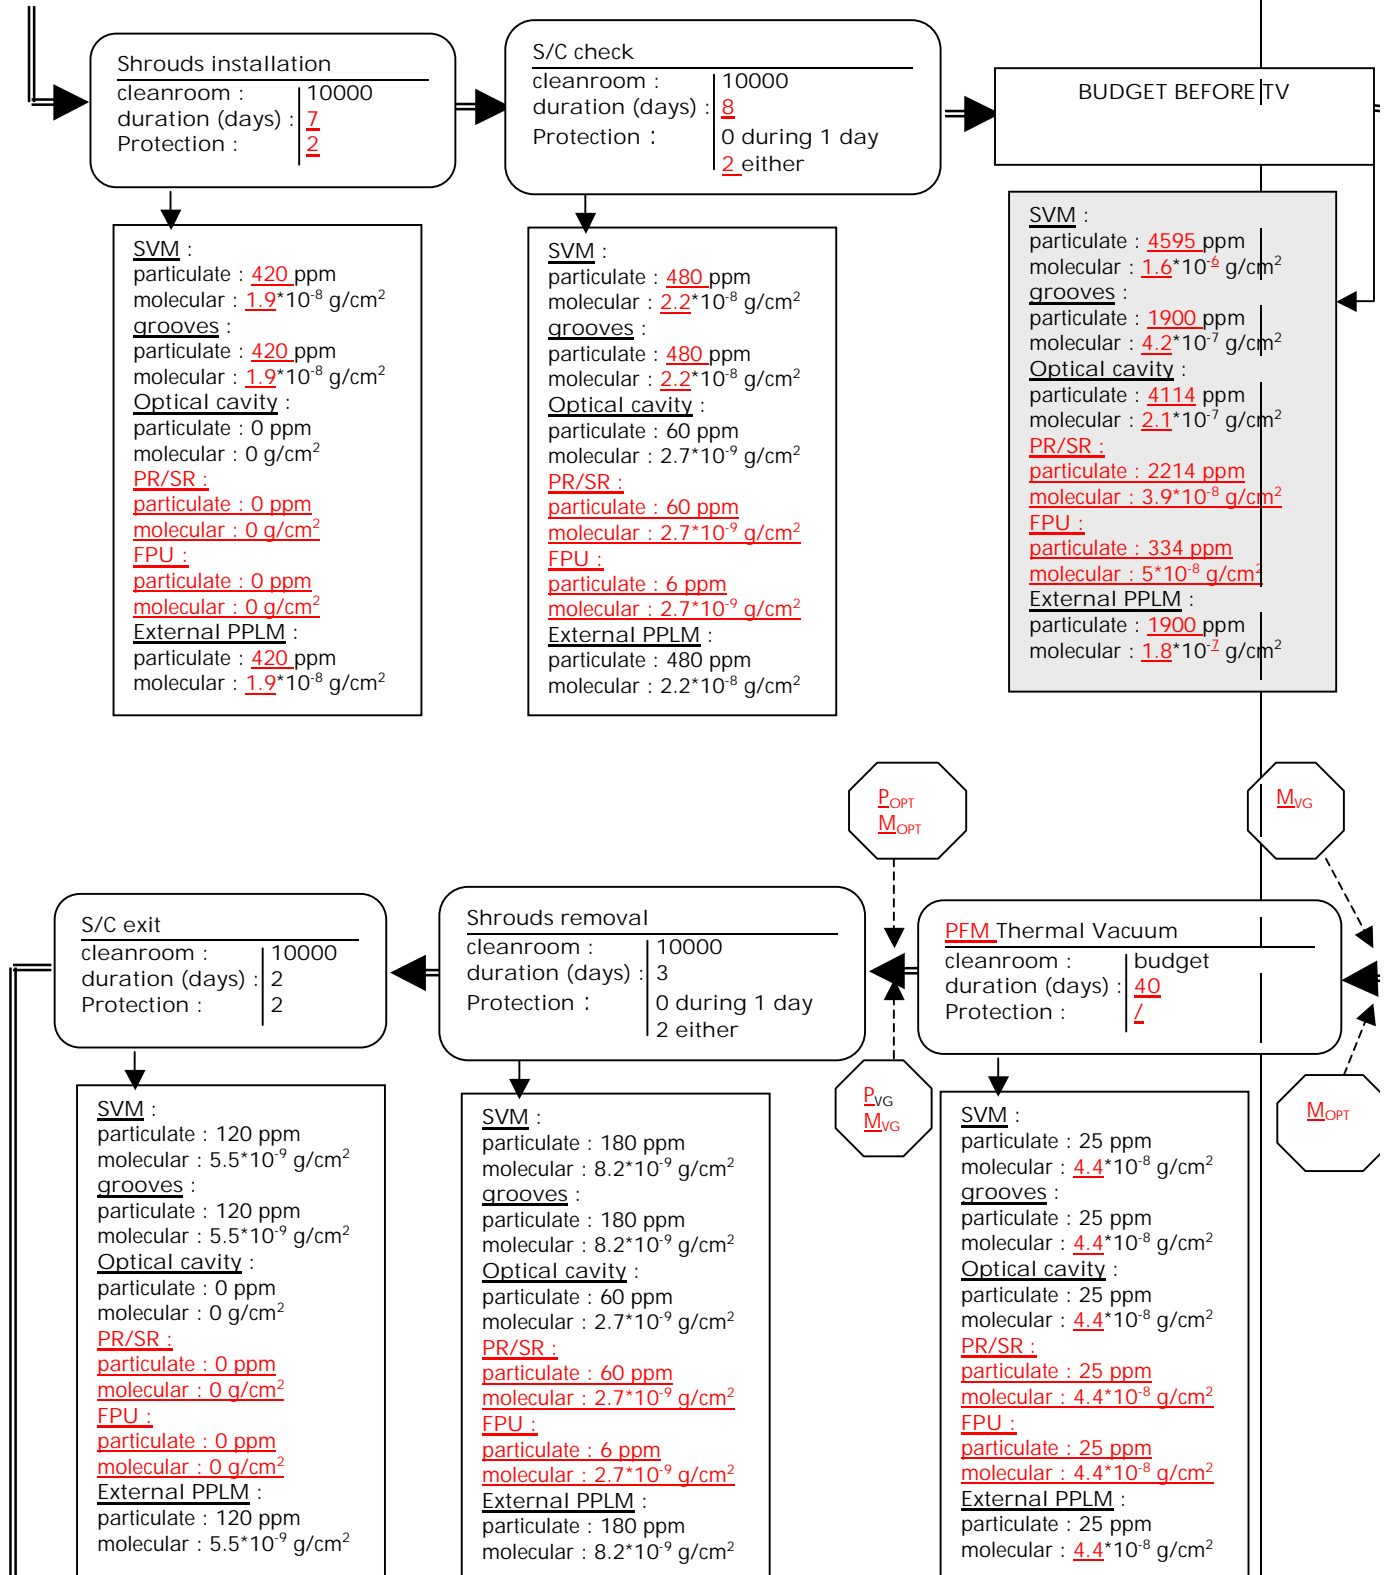 Shrouds installation
cleanroom : 10000
duration (days) : 7
Protection : 2
SVM :
particulate : 420 ppm
molecular : 1.9*10-8 g/cm2
grooves :
particulate : 420 ppm
molecular : 1.9*10-8 g/cm2
Optical cavity :
particulate : 0 ppm
molecular : 0 g/cm2
PR/SR :
particulate : 0 ppm
molecular : 0 g/cm2
FPU :
particulate : 0 ppm
molecular : 0 g/cm2
External PPLM :
particulate : 420 ppm
molecular : 1.9*10-8 g/cm2
S/C check
cleanroom : 10000
duration (days) : 8
Protection : 0 during 1 day
2 either
SVM :
particulate : 480 ppm
molecular : 2.2*10-8 g/cm2
grooves :
particulate : 480 ppm
molecular : 2.2*10-8 g/cm2
Optical cavity :
particulate : 60 ppm
molecular : 2.7*10-9 g/cm2
PR/SR :
particulate : 60 ppm
molecular : 2.7*10-9 g/cm2
FPU :
particulate : 6 ppm
molecular : 2.7*10-9 g/cm2
External PPLM :
particulate : 480 ppm
molecular : 2.2*10-8 g/cm2
BUDGET BEFORE TV
SVM :
particulate : 4595 ppm
molecular : 1.6*10-6 g/cm2
grooves :
particulate : 1900 ppm
molecular : 4.2*10-7 g/cm2
Optical cavity :
particulate : 4114 ppm
molecular : 2.1*10-7 g/cm2
PR/SR :
particulate : 2214 ppm
molecular : 3.9*10-8 g/cm2
FPU :
particulate : 334 ppm
molecular : 5*10-8 g/cm2
External PPLM :
particulate : 1900 ppm
molecular : 1.8*10-7 g/cm2
POPT
MOPT
MVG
S/C exit
cleanroom : 10000
duration (days) : 2
Protection : 2
SVM :
particulate : 120 ppm
molecular : 5.5*10-9 g/cm2
grooves :
particulate : 120 ppm
molecular : 5.5*10-9 g/cm2
Optical cavity :
particulate : 0 ppm
molecular : 0 g/cm2
PR/SR :
particulate : 0 ppm
molecular : 0 g/cm2
FPU :
particulate : 0 ppm
molecular : 0 g/cm2
External PPLM :
particulate : 120 ppm
molecular : 5.5*10-9 g/cm2
Shrouds removal
cleanroom : 10000
duration (days) : 3
Protection : 0 during 1 day
2 either
SVM :
particulate : 180 ppm
molecular : 8.2*10-9 g/cm2
grooves :
particulate : 180 ppm
molecular : 8.2*10-9 g/cm2
Optical cavity :
particulate : 60 ppm
molecular : 2.7*10-9 g/cm2
PR/SR :
particulate : 60 ppm
molecular : 2.7*10-9 g/cm2
FPU :
particulate : 6 ppm
molecular : 2.7*10-9 g/cm2
External PPLM :
particulate : 180 ppm
molecular : 8.2*10-9 g/cm2
PVG
MVG
PFM Thermal Vacuum
cleanroom : budget
duration (days) : 40
Protection : /
SVM :
particulate : 25 ppm
molecular : 4.4*10-8 g/cm2
grooves :
particulate : 25 ppm
molecular : 4.4*10-8 g/cm2
Optical cavity :
particulate : 25 ppm
molecular : 4.4*10-8 g/cm2
PR/SR :
particulate : 25 ppm
molecular : 4.4*10-8 g/cm2
FPU :
particulate : 25 ppm
molecular : 4.4*10-8 g/cm2
External PPLM :
particulate : 25 ppm
molecular : 4.4*10-8 g/cm2
MOPT